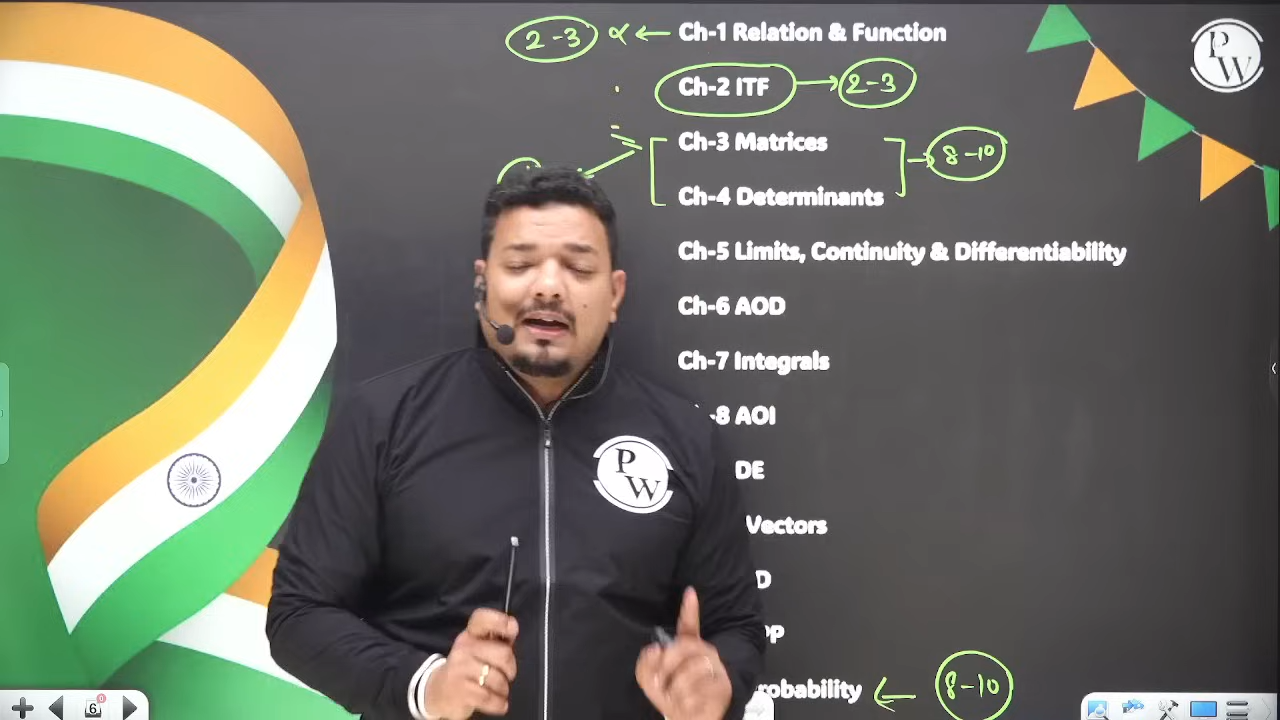 2-3 α ← Ch-1 Relation & Function
PW
Ch-2 ITF → 2-3
Ch-3 Matrices
8-10
Ch-4 Determinants
Ch-5 Limits, Continuity & Differentiability
Ch-6 AOD
Ch-7 Integrals
-8 AOI
DE
PW
Vectors
D
robability ← 8-10
6